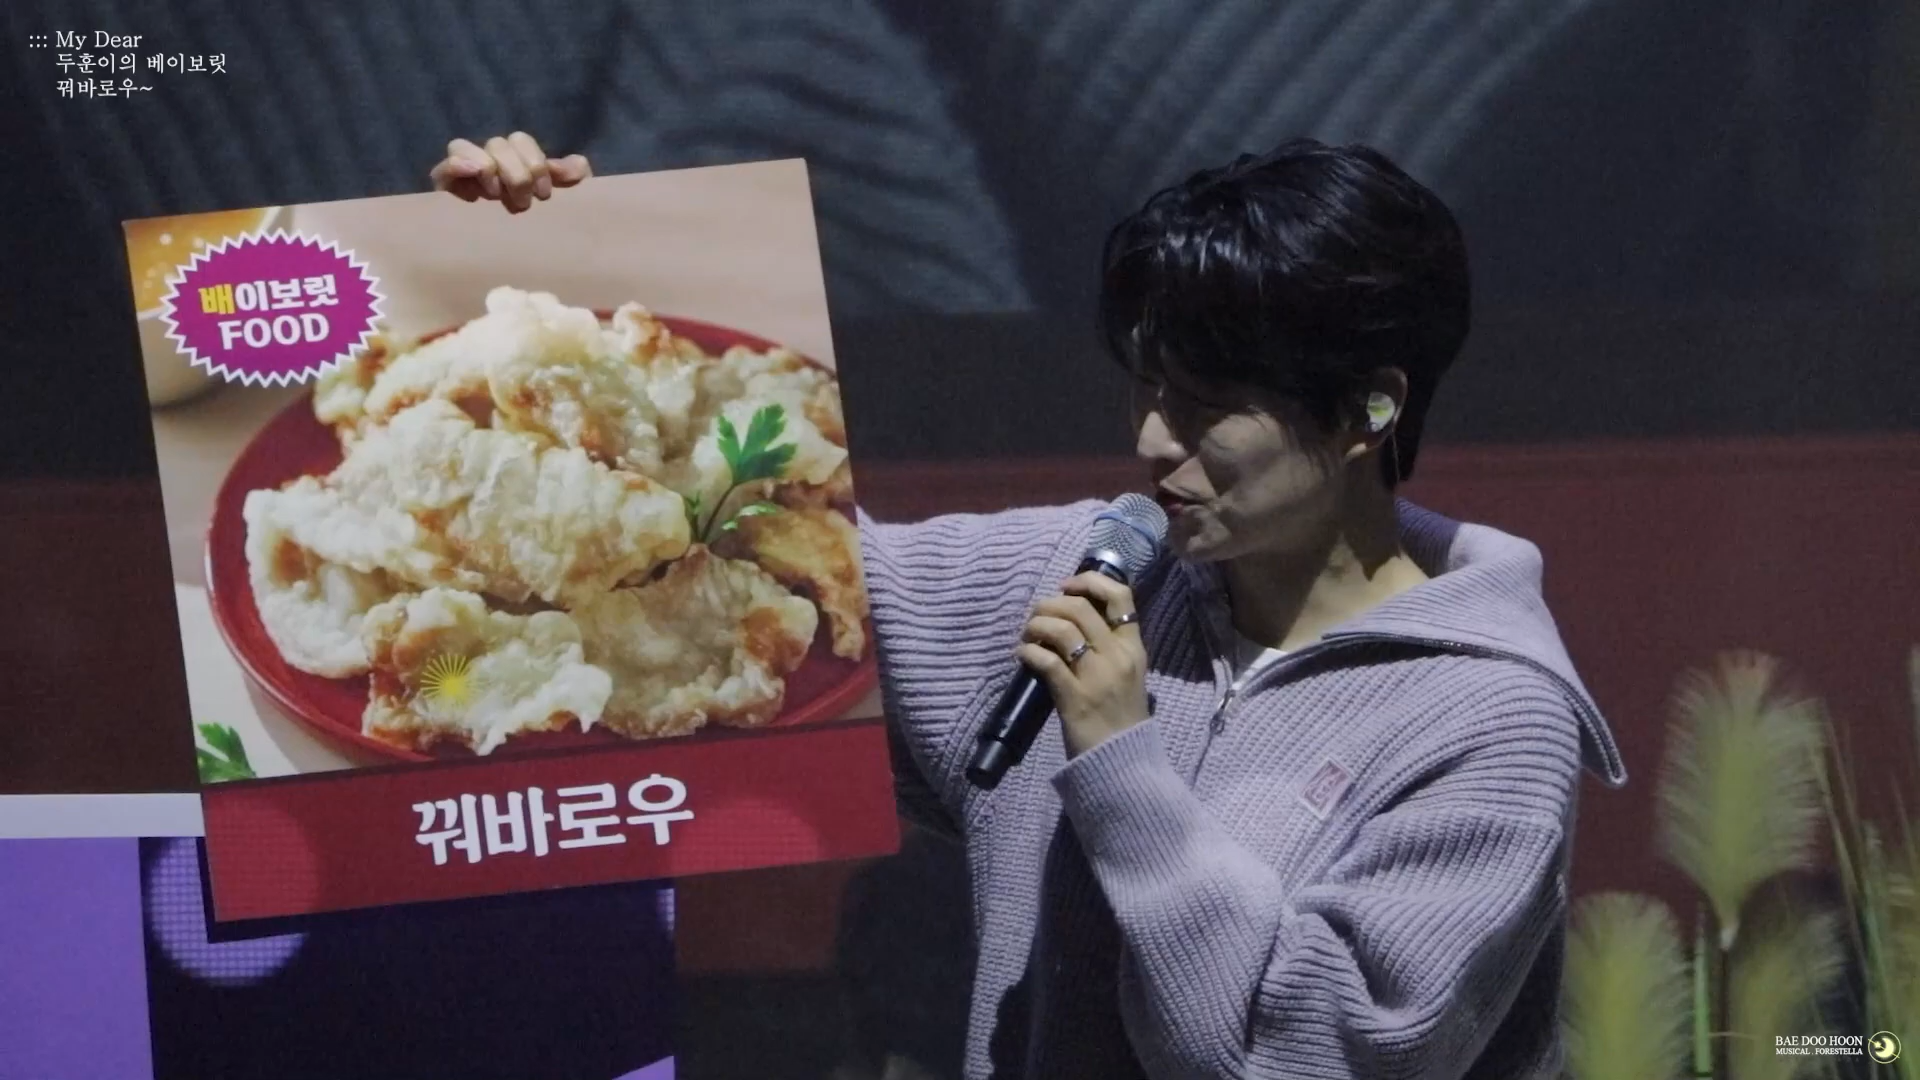 ::: My Dear
두훈이의 베이보릿
꿔바로우~
배이보릿
FOOD
꿔바로우
BAE DOO HOON
MUSICAL . FORESTELLA